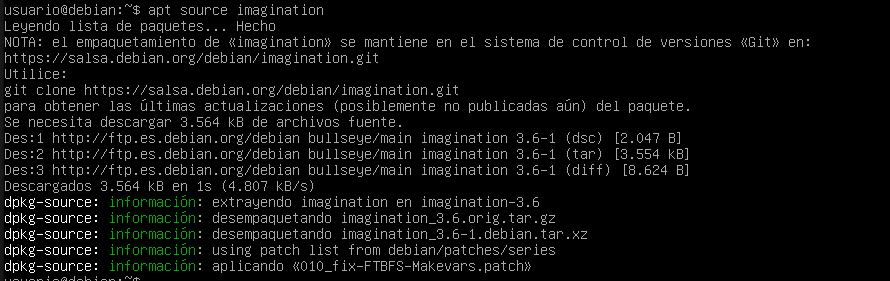 usuario@debian:~$ apt source imagination
Leyendo lista de paquetes... Hecho
NOTA: el empaquetamiento de «imagination» se mantiene en el sistema de control de versiones «Git» en:
https://salsa.debian.org/debian/imagination.git
Utilice:
git clone https://salsa.debian.org/debian/imagination.git
para obtener las últimas actualizaciones (posiblemente no publicadas aún) del paquete.
Se necesita descargar 3.564 kB de archivos fuente.
Des:1 http://ftp.es.debian.org/debian bullseye/main imagination 3.6-1 (dsc) [2.047 B]
Des:2 http://ftp.es.debian.org/debian bullseye/main imagination 3.6-1 (tar) [3.554 kB]
Des:3 http://ftp.es.debian.org/debian bullseye/main imagination 3.6-1 (diff) [8.624 B]
Descargados 3.564 kB en 1s (4.807 kB/s)
dpkg-source: información: extrayendo imagination en imagination-3.6
dpkg-source: información: desempaquetando imagination_3.6.orig.tar.gz
dpkg-source: información: desempaquetando imagination_3.6-1.debian.tar.xz
dpkg-source: información: using patch list from debian/patches/series
dpkg-source: información: aplicando «010_fix-FTBFS-Makevars.patch»
usuario@debian:~$